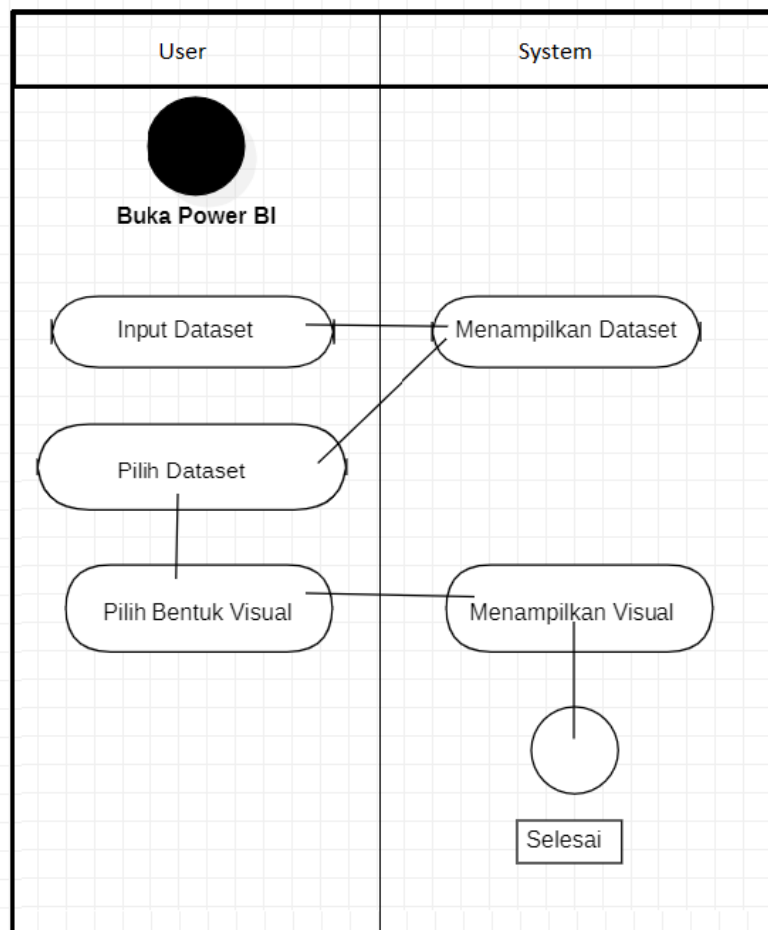 User
System
Buka Power BI
Input Dataset
Menampilkan Dataset
Pilih Dataset
Pilih Bentuk Visual
Menampilkan Visual
Selesai